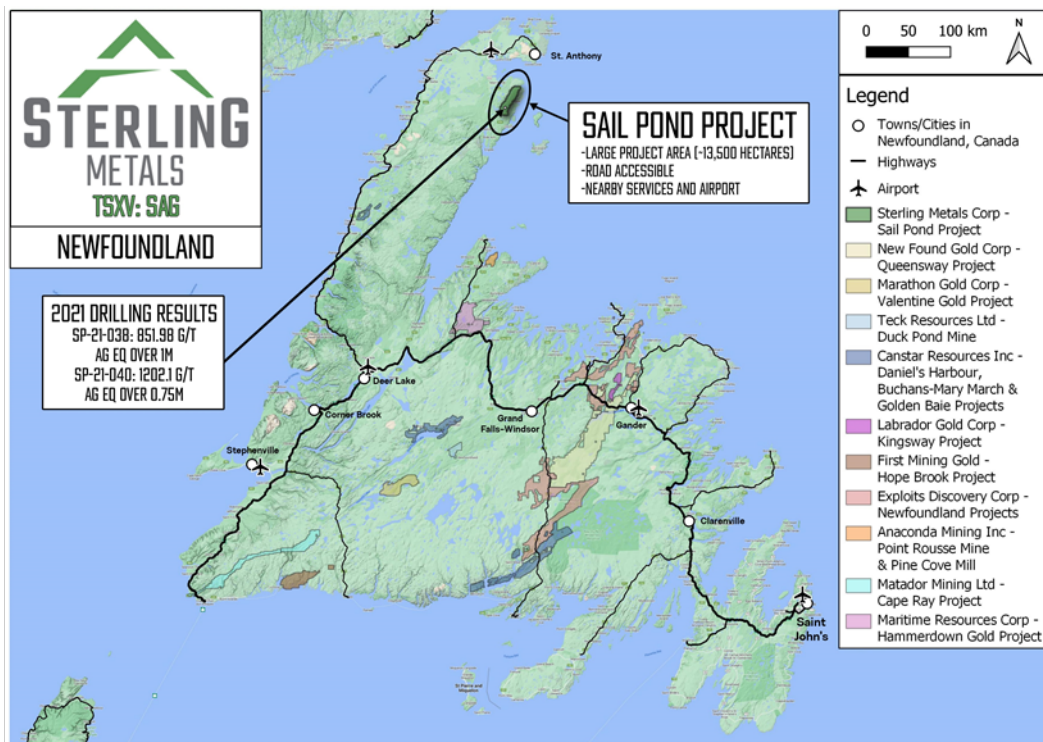 STERLING
METALS
TSXV: SAG
NEWFOUNDLAND
St. Anthony
SAIL POND PROJECT
-LARGE PROJECT AREA (~13,500 HECTARES)
-ROAD ACCESSIBLE
-NEARBY SERVICES AND AIRPORT
2021 DRILLING RESULTS
SP-21-038: 851.98 G/T
AG EQ OVER 1M
SP-21-040: 1202.1 G/T
AG EQ OVER 0.75M
Deer Lake
Corner Brook
Grand
Falls-Windsor
Gander
Stephenville
Clarenville
Saint
John's
St Pierre and
Miquelon
0 50 100 km
N
Legend
Towns/Cities in
Newfoundland, Canada
Highways
Airport
Sterling Metals Corp -
Sail Pond Project
New Found Gold Corp -
Queensway Project
Marathon Gold Corp -
Valentine Gold Project
Teck Resources Ltd -
Duck Pond Mine
Canstar Resources Inc -
Daniel's Harbour,
Buchans-Mary March &
Golden Baie Projects
Labrador Gold Corp -
Kingsway Project
First Mining Gold -
Hope Brook Project
Exploits Discovery Corp -
Newfoundland Projects
Anaconda Mining Inc -
Point Rousse Mine
& Pine Cove Mill
Matador Mining Ltd -
Cape Ray Project
Maritime Resources Corp -
Hammerdown Gold Project